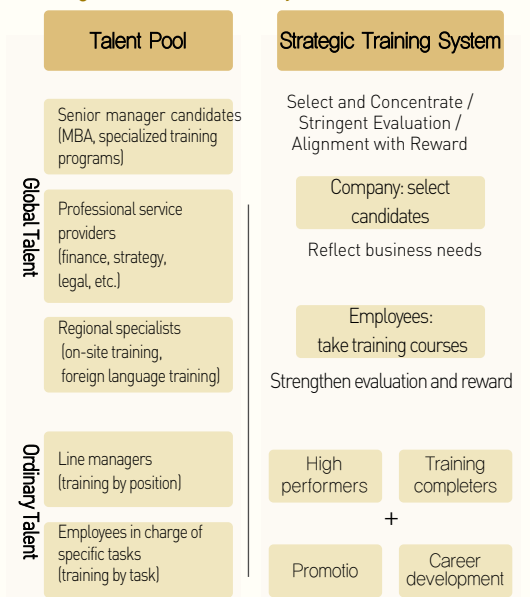 Talent Pool
Senior manager candidates
(MBA, specialized training
programs)
Global Talent
Professional service
providers
(finance, strategy,
legal, etc.)
Regional specialists
(on-site training,
foreign language training)
Ordinary Talent
Line managers
(training by position)
Employees in charge of
specific tasks
(training by task)
Strategic Training System
Select and Concentrate /
Stringent Evaluation /
Alignment with Reward
Company: select
candidates
Reflect business needs
Employees:
take training courses
Strengthen evaluation and reward
High
performers
Training
completers
+
Promotio
Career
development